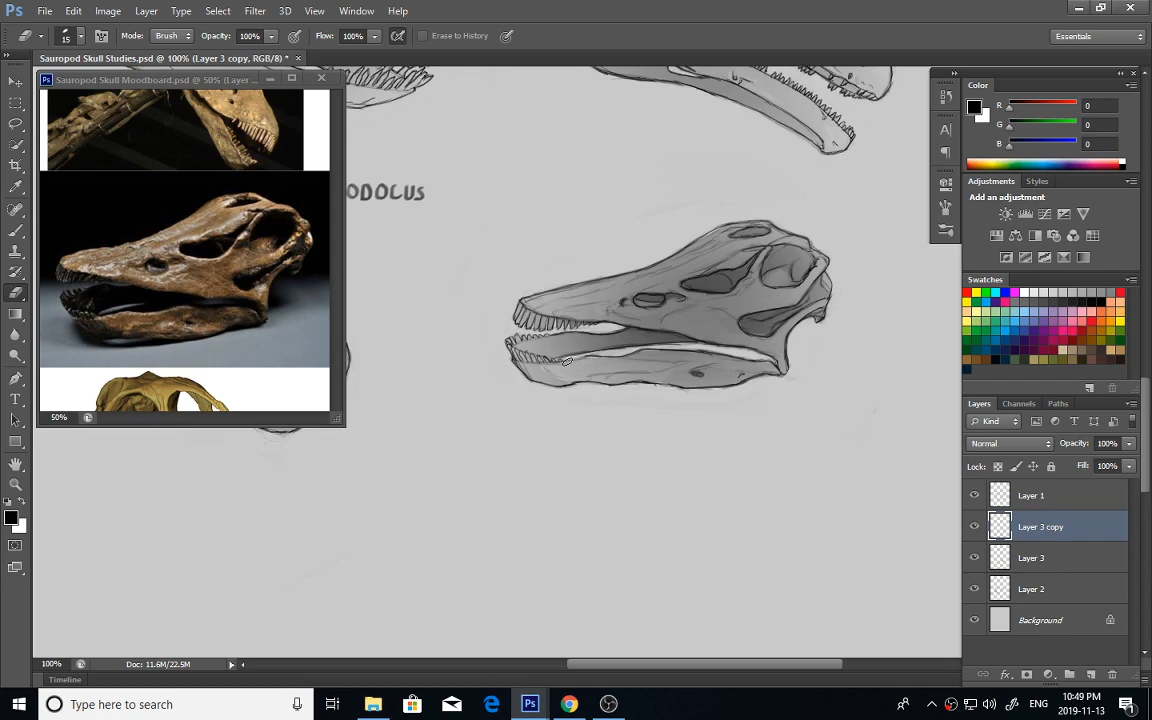 Ps File Edit Image Layer Type Select Filter 3D View Window Help
15 Mode: Brush Opacity: 100% Flow: 100% Erase to History Essentials
Sauropod Skull Studies.psd @ 100% (Layer 3 copy, RGB/8) * ×
Ps Sauropod Skull Moodboard.psd @ 50% (Layer ...
50%
ODOCUS
Color
R 0
G 0
B 0
Adjustments Styles
Add an adjustment
Swatches
Layers Channels Paths
Kind
Normal Opacity: 100%
Lock: Fill: 100%
Layer 1
Layer 3 copy
Layer 3
Layer 2
Background
100% Doc: 11.6M/22.5M
Timeline
Type here to search
Ps
10:49 PM
2019-11-13
1